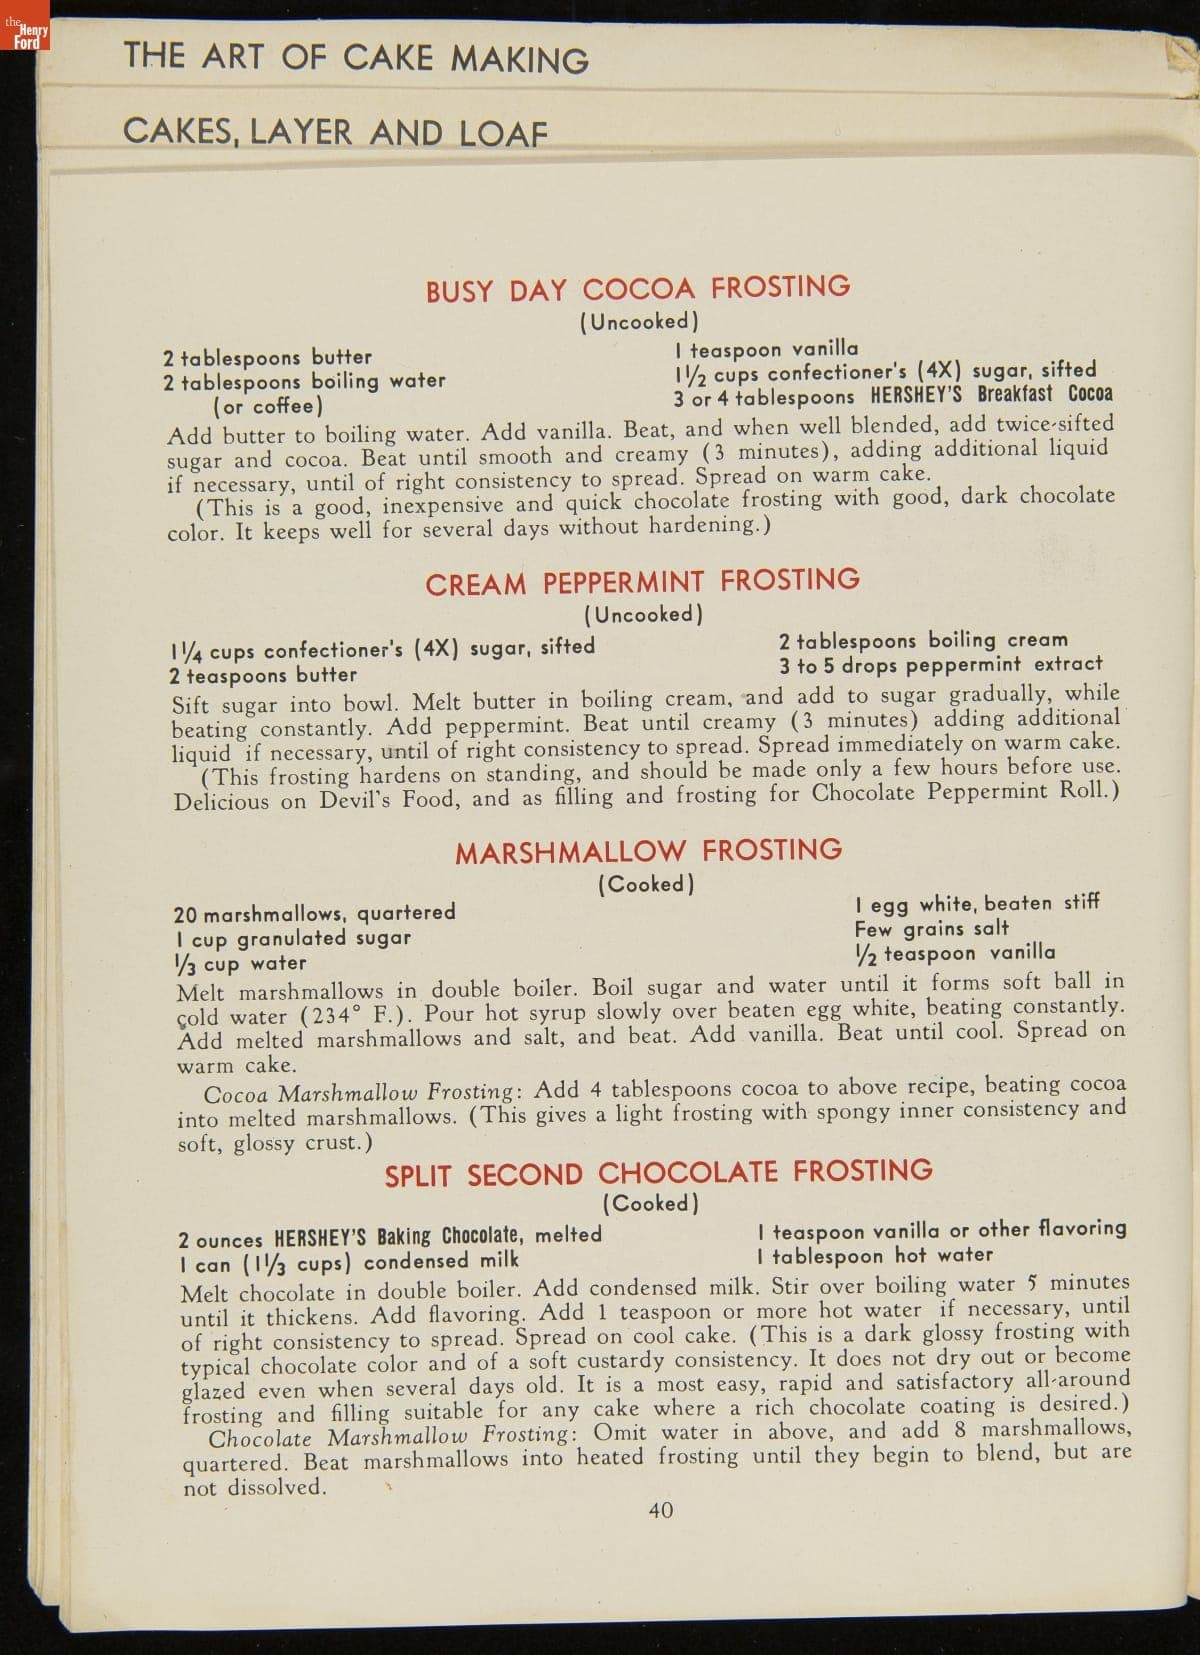 the
Henry
Ford
THE ART OF CAKE MAKING
CAKES, LAYER AND LOAF
BUSY DAY COCOA FROSTING
(Uncooked)
2 tablespoons butter
2 tablespoons boiling water
(or coffee)
1 teaspoon vanilla
1½ cups confectioner's (4X) sugar, sifted
3 or 4 tablespoons HERSHEY'S Breakfast Cocoa
Add butter to boiling water. Add vanilla. Beat, and when well blended, add twice-sifted
sugar and cocoa. Beat until smooth and creamy (3 minutes), adding additional liquid
if necessary, until of right consistency to spread. Spread on warm cake.
(This is a good, inexpensive and quick chocolate frosting with good, dark chocolate
color. It keeps well for several days without hardening.)
CREAM PEPPERMINT FROSTING
(Uncooked)
1¼ cups confectioner's (4X) sugar, sifted
2 teaspoons butter
2 tablespoons boiling cream
3 to 5 drops peppermint extract
Sift sugar into bowl. Melt butter in boiling cream, and add to sugar gradually, while
beating constantly. Add peppermint. Beat until creamy (3 minutes) adding additional
liquid if necessary, until of right consistency to spread. Spread immediately on warm cake.
(This frosting hardens on standing, and should be made only a few hours before use.
Delicious on Devil's Food, and as filling and frosting for Chocolate Peppermint Roll.)
MARSHMALLOW FROSTING
(Cooked)
20 marshmallows, quartered
1 cup granulated sugar
⅓ cup water
1 egg white, beaten stiff
Few grains salt
½ teaspoon vanilla
Melt marshmallows in double boiler. Boil sugar and water until it forms soft ball in
cold water (234° F.). Pour hot syrup slowly over beaten egg white, beating constantly.
Add melted marshmallows and salt, and beat. Add vanilla. Beat until cool. Spread on
warm cake.
Cocoa Marshmallow Frosting: Add 4 tablespoons cocoa to above recipe, beating cocoa
into melted marshmallows. (This gives a light frosting with spongy inner consistency and
soft, glossy crust.)
SPLIT SECOND CHOCOLATE FROSTING
(Cooked)
2 ounces HERSHEY'S Baking Chocolate, melted
1 can (1⅓ cups) condensed milk
1 teaspoon vanilla or other flavoring
1 tablespoon hot water
Melt chocolate in double boiler. Add condensed milk. Stir over boiling water 5 minutes
until it thickens. Add flavoring. Add 1 teaspoon or more hot water if necessary, until
of right consistency to spread. Spread on cool cake. (This is a dark glossy frosting with
typical chocolate color and of a soft custardy consistency. It does not dry out or become
glazed even when several days old. It is a most easy, rapid and satisfactory all-around
frosting and filling suitable for any cake where a rich chocolate coating is desired.)
Chocolate Marshmallow Frosting: Omit water in above, and add 8 marshmallows,
quartered. Beat marshmallows into heated frosting until they begin to blend, but are
not dissolved.
40